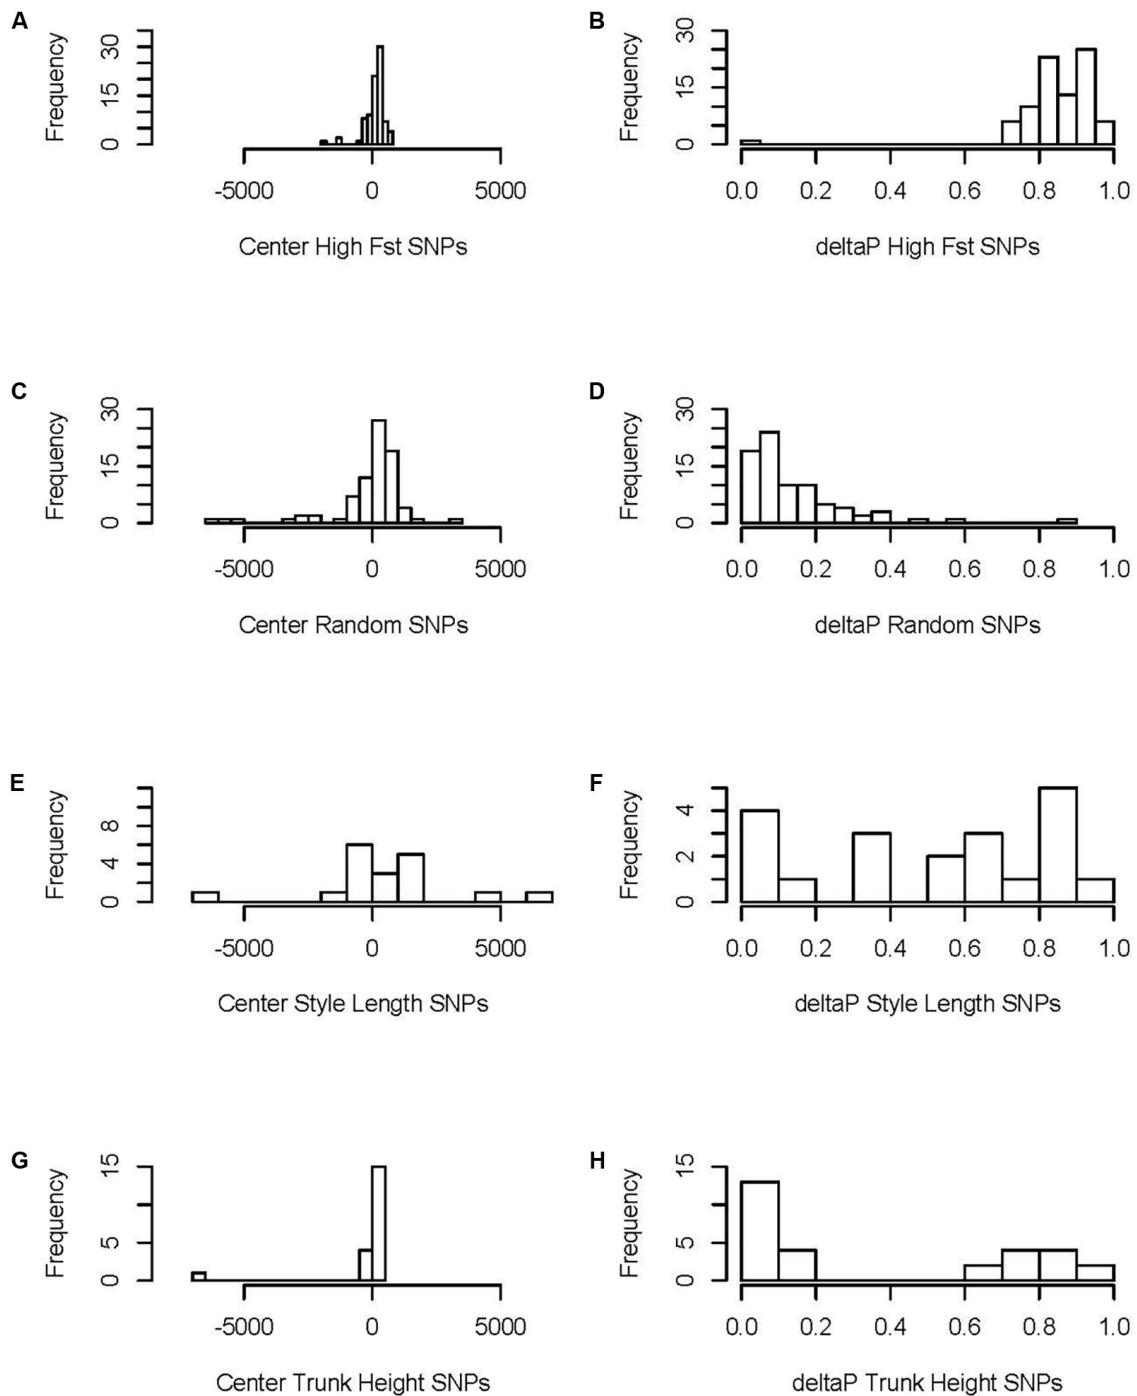 A
Frequency
0 15 30
-5000 0 5000
Center High Fst SNPs
B
Frequency
0 15 30
0.0 0.2 0.4 0.6 0.8 1.0
deltaP High Fst SNPs
C
Frequency
0 15 30
-5000 0 5000
Center Random SNPs
D
Frequency
0 15 30
0.0 0.2 0.4 0.6 0.8 1.0
deltaP Random SNPs
E
Frequency
0 4 8
-5000 0 5000
Center Style Length SNPs
F
Frequency
0 2 4
0.0 0.2 0.4 0.6 0.8 1.0
deltaP Style Length SNPs
G
Frequency
0 5 15
-5000 0 5000
Center Trunk Height SNPs
H
Frequency
0 5 15
0.0 0.2 0.4 0.6 0.8 1.0
deltaP Trunk Height SNPs